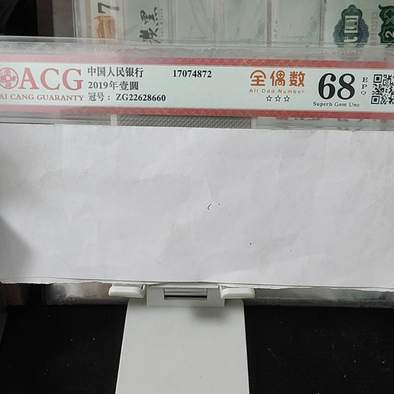 ACG
AI CANG GUARANTY
中国人民银行
2019年壹圆
冠号：ZG22628660
17074872
全偶数
All Odd Number
☆☆☆
68
EPQ
Superb Gem Unc